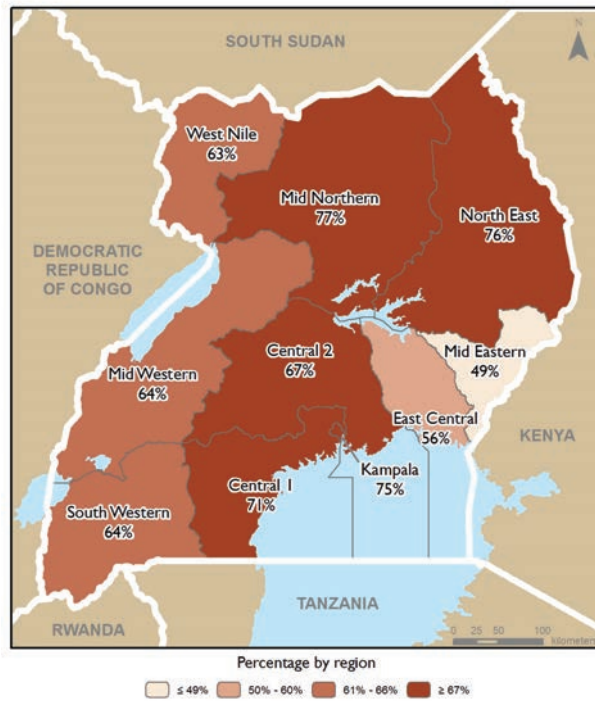 SOUTH SUDAN
N
West Nile
63%
Mid Northern
77%
North East
76%
DEMOCRATIC
REPUBLIC
OF CONGO
Central 2
67%
Mid Eastern
49%
Mid Western
64%
East Central
56%
KENYA
Kampala
75%
Central 1
71%
South Western
64%
TANZANIA
RWANDA
0 25 50 100
kilometers
Percentage by region
≤ 49% 50% - 60% 61% - 66% ≥ 67%